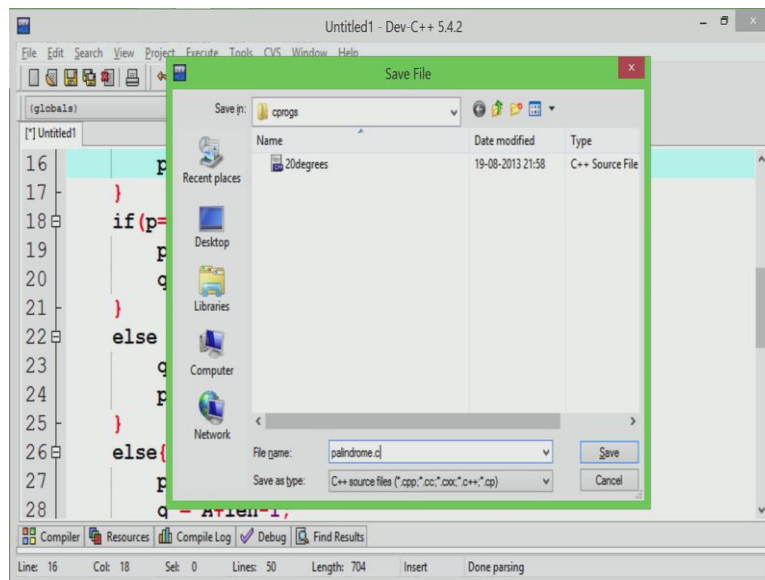 Untitled1 - Dev-C++ 5.4.2
File Edit Search View Project Execute Tools CVS Window Help
Save File
(globals)
Save in: cprogs
[*] Untitled1
Name Date modified Type
20degrees 19-08-2013 21:58 C++ Source File
Recent places
Desktop
Libraries
Computer
Network
16 p
17 }
18 if(p=
19 p
20 q
21 }
22 else
23 q
24 p
25 }
26 else{
27 p
28 q = A+len-1;
File name: palindrome.c Save
Save as type: C++ source files (*.cpp;*.cc;*.cxx;*.c++;*.cp) Cancel
Compiler Resources Compile Log Debug Find Results
Line: 16 Col: 18 Sel: 0 Lines: 50 Length: 704 Insert Done parsing